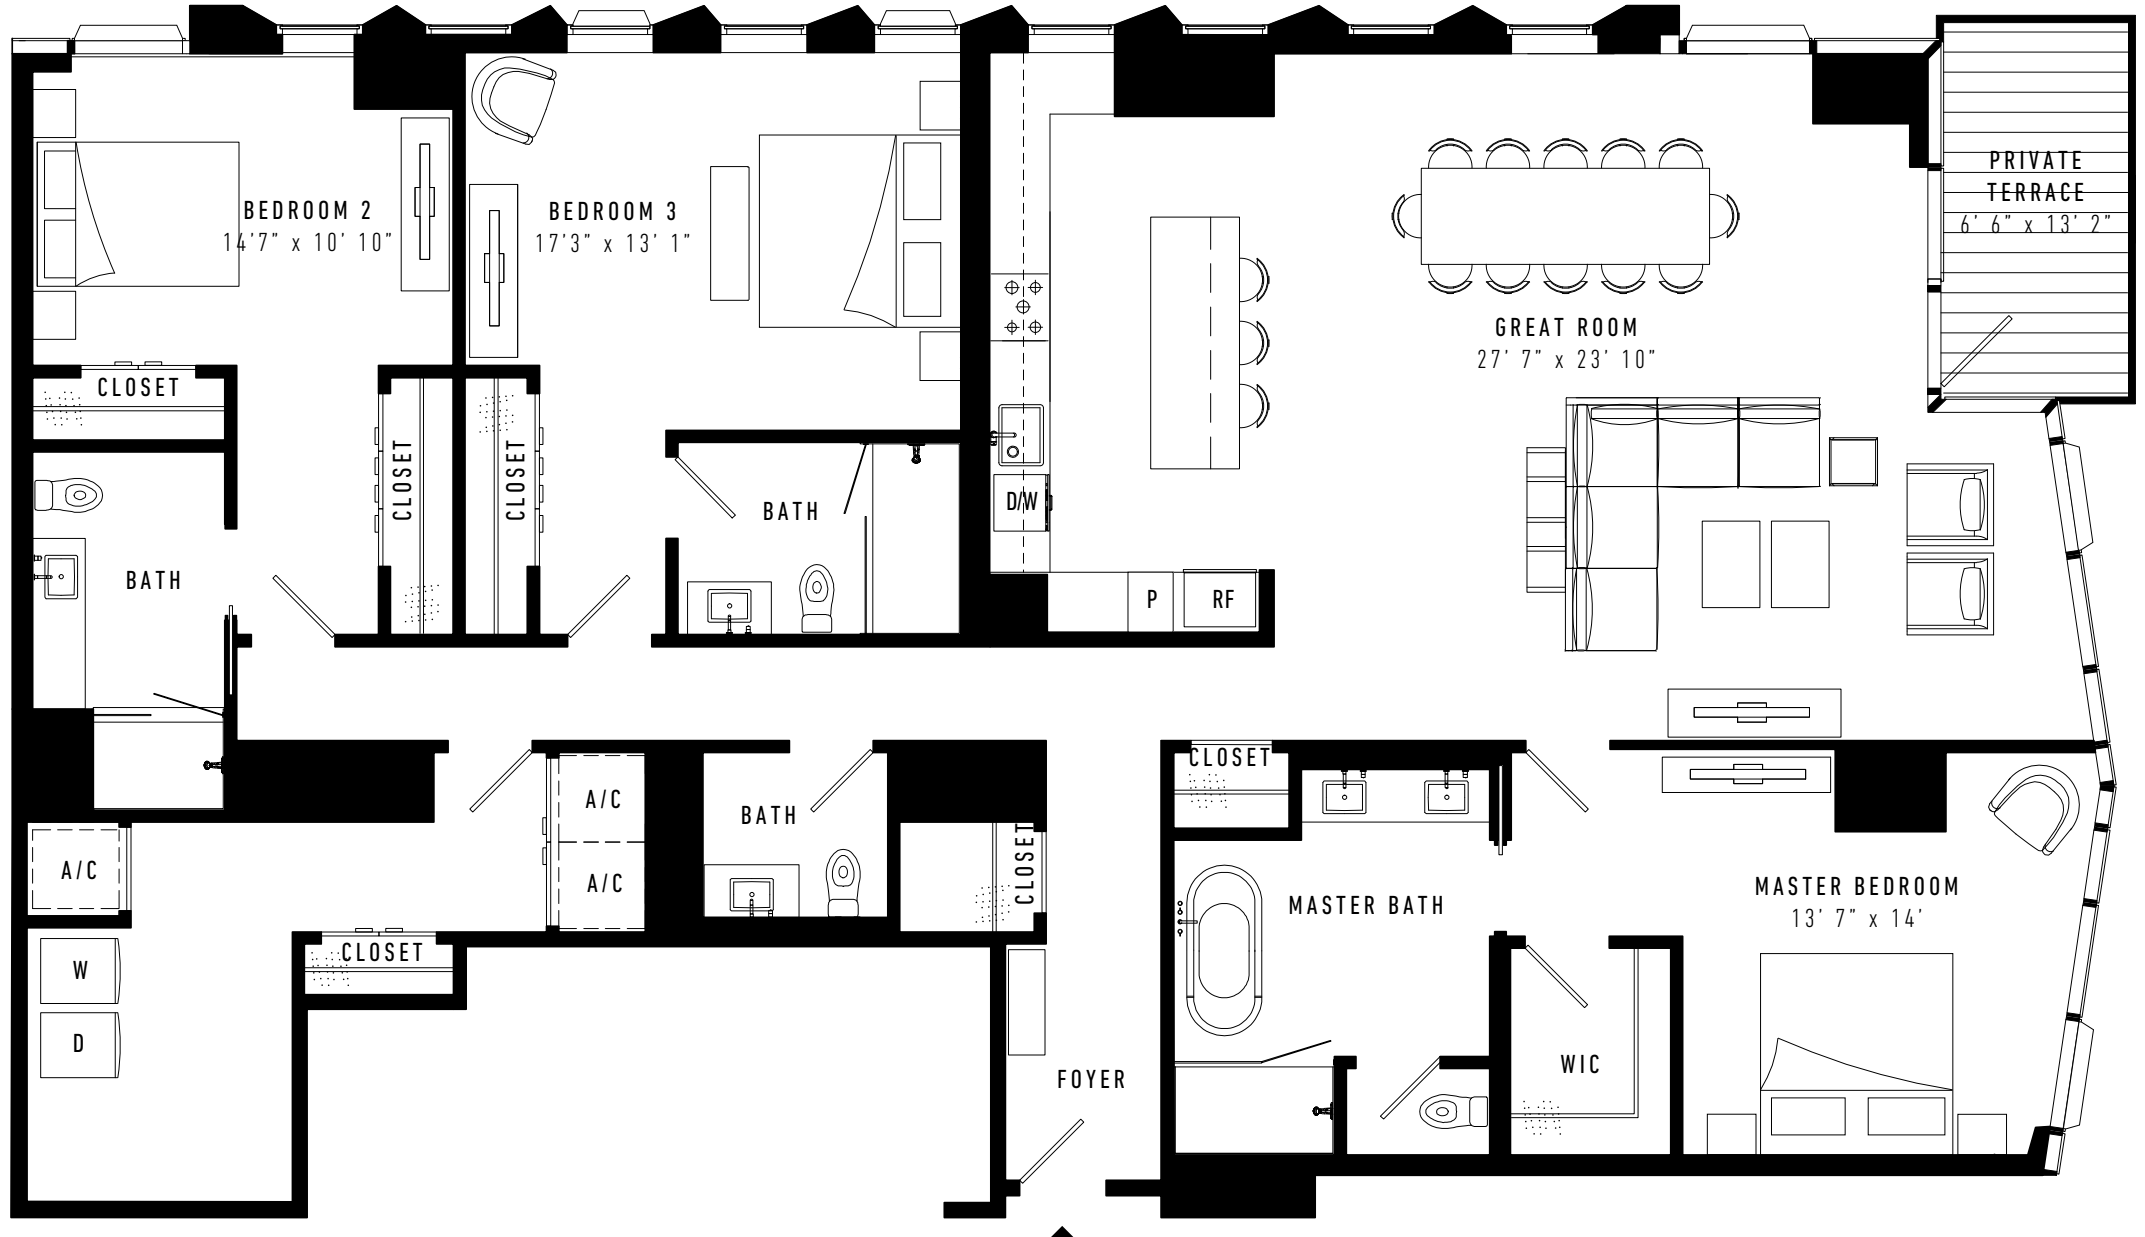 BEDROOM 2
14'7" x 10' 10"
BEDROOM 3
17'3" x 13' 1"
PRIVATE
TERRACE
6' 6" x 13' 2"
GREAT ROOM
27' 7" x 23' 10"
CLOSET
CLOSET
CLOSET
BATH
D/W
BATH
P
RF
CLOSET
A/C
BATH
A/C
A/C
CLOSET
MASTER BATH
MASTER BEDROOM
13' 7" x 14'
CLOSET
W
D
FOYER
WIC